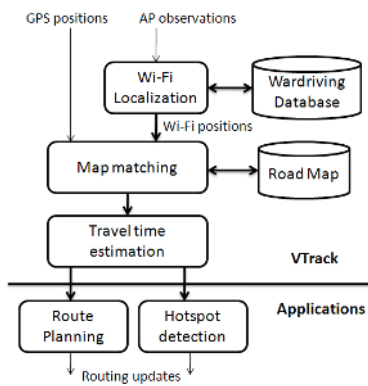 GPS positions
AP observations
Wi-Fi
Localization
Wardriving
Database
Wi-Fi positions
Map matching
Road Map
Travel time
estimation
VTrack
Applications
Route
Planning
Hotspot
detection
Routing updates